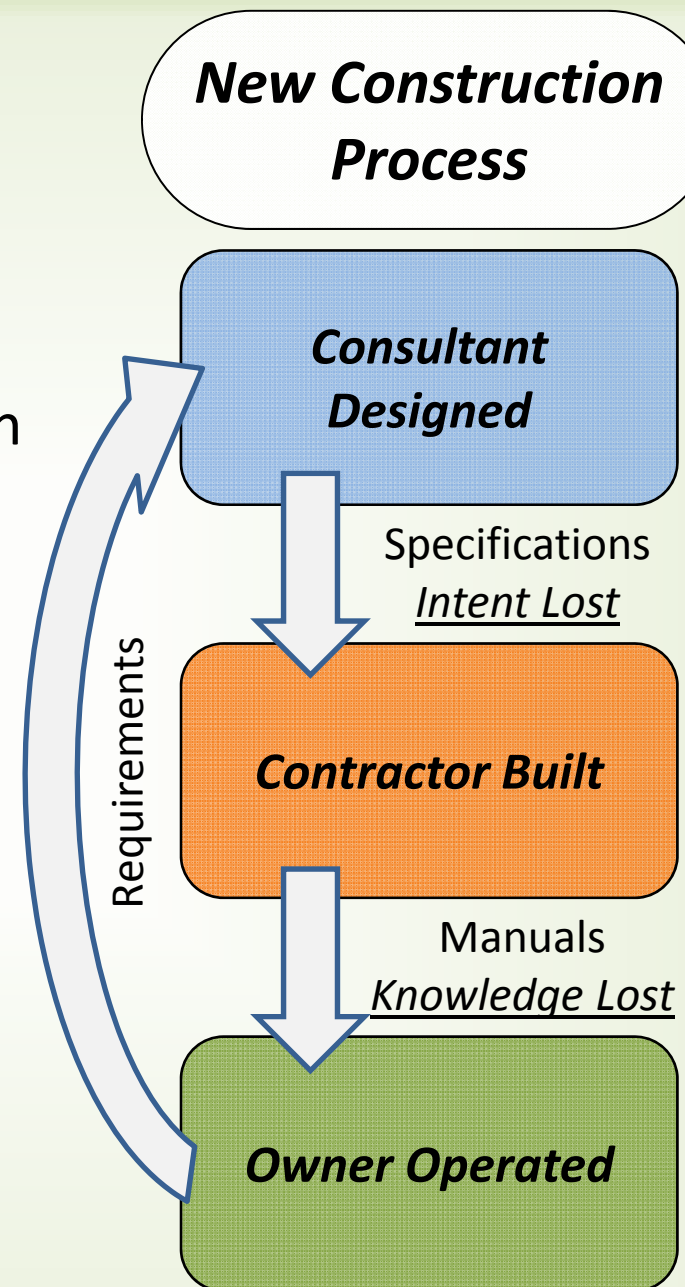 New Construction
Process
Consultant
Designed
n
Specifications
Intent Lost
Requirements
Contractor Built
Manuals
Knowledge Lost
Owner Operated